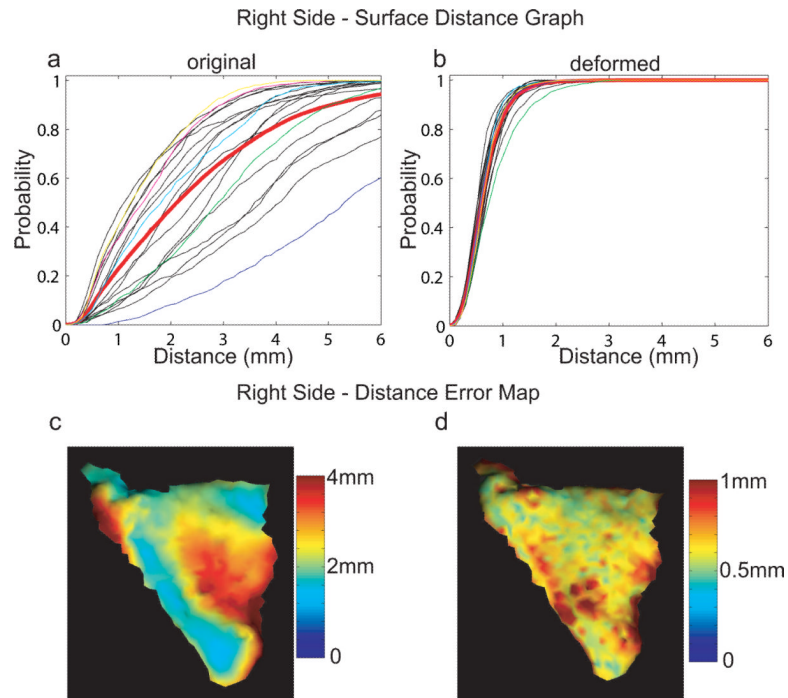 Right Side - Surface Distance Graph
a
original
Probability
1
0.8
0.6
0.4
0.2
0
0 1 2 3 4 5 6
Distance (mm)
b
deformed
Probability
1
0.8
0.6
0.4
0.2
0
0 1 2 3 4 5 6
Distance (mm)
Right Side - Distance Error Map
c
4mm
2mm
0
d
1mm
0.5mm
0